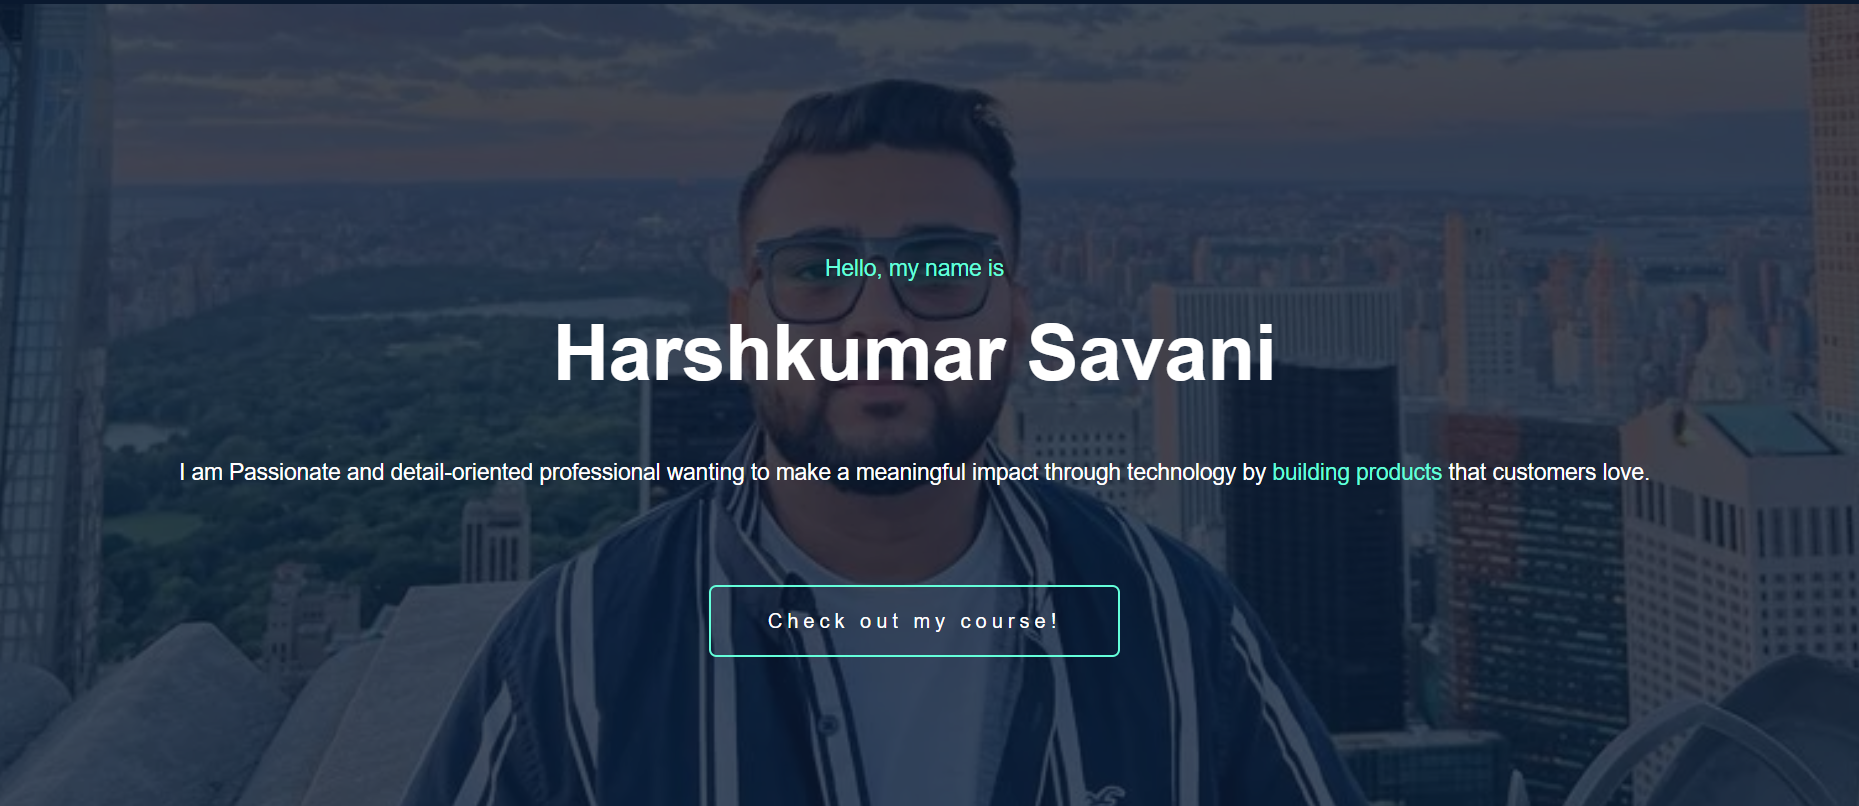 Hello, my name is
Harshkumar Savani
I am Passionate and detail-oriented professional wanting to make a meaningful impact through technology by building products that customers love.
Check out my course!